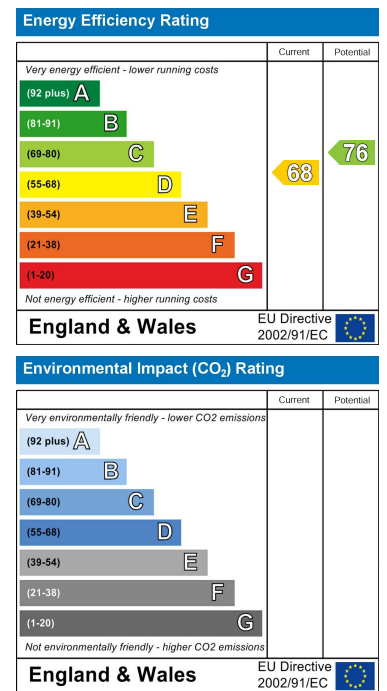 Energy Efficiency Rating
Current Potential
Very energy efficient - lower running costs
(92 plus) A
(81-91) B
(69-80) C
(55-68) D
(39-54) E
(21-38) F
(1-20) G
68
76
Not energy efficient - higher running costs
England & Wales
EU Directive
2002/91/EC
Environmental Impact (CO₂) Rating
Current Potential
Very environmentally friendly - lower CO2 emissions
(92 plus) A
(81-91) B
(69-80) C
(55-68) D
(39-54) E
(21-38) F
(1-20) G
Not environmentally friendly - higher CO2 emissions
England & Wales
EU Directive
2002/91/EC